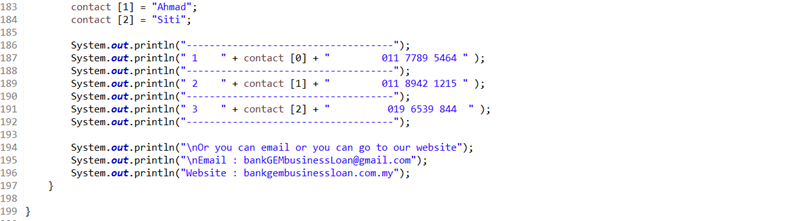 183 contact [1] = "Ahmad";
184 contact [2] = "Siti";
185
186 System.out.println("-----------------------------------");
187 System.out.println(" 1    " + contact [0] + "         011 7789 5464 " );
188 System.out.println("-----------------------------------");
189 System.out.println(" 2    " + contact [1] + "         011 8942 1215 " );
190 System.out.println("-----------------------------------");
191 System.out.println(" 3    " + contact [2] + "          019 6539 844  " );
192 System.out.println("-----------------------------------");
193
194 System.out.println("\nOr you can email or you can go to our website");
195 System.out.println("\nEmail : bankGEMbusinessLoan@gmail.com");
196 System.out.println("Website : bankgembusinessloan.com.my");
197 }
198
199 }